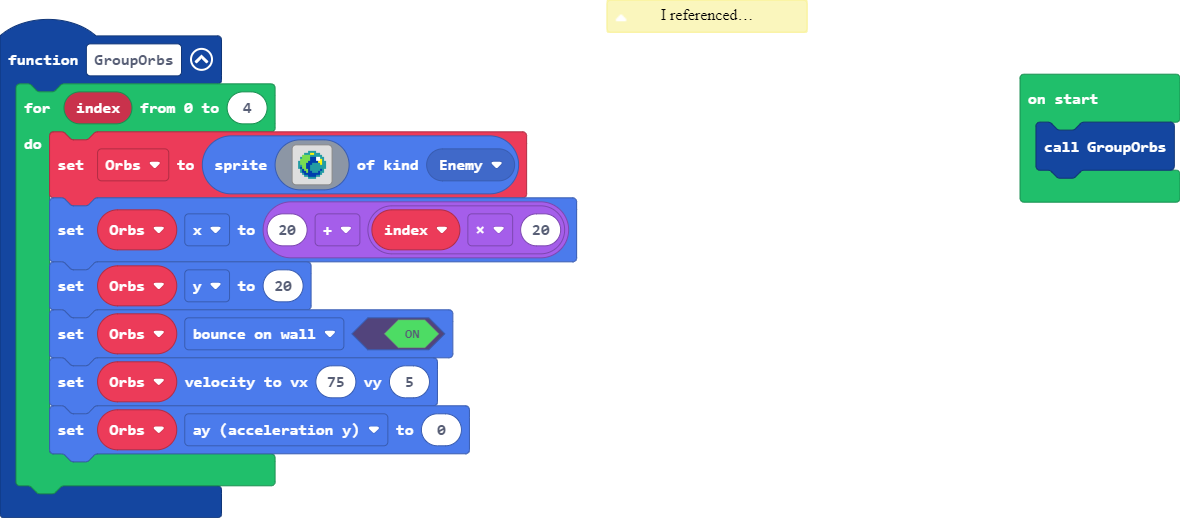 function GroupOrbs
for index from 0 to 4
do
set Orbs to sprite of kind Enemy
set Orbs x to 20 + index × 20
set Orbs y to 20
set Orbs bounce on wall ON
set Orbs velocity to vx 75 vy 5
set Orbs ay (acceleration y) to 0
I referenced…
on start
call GroupOrbs